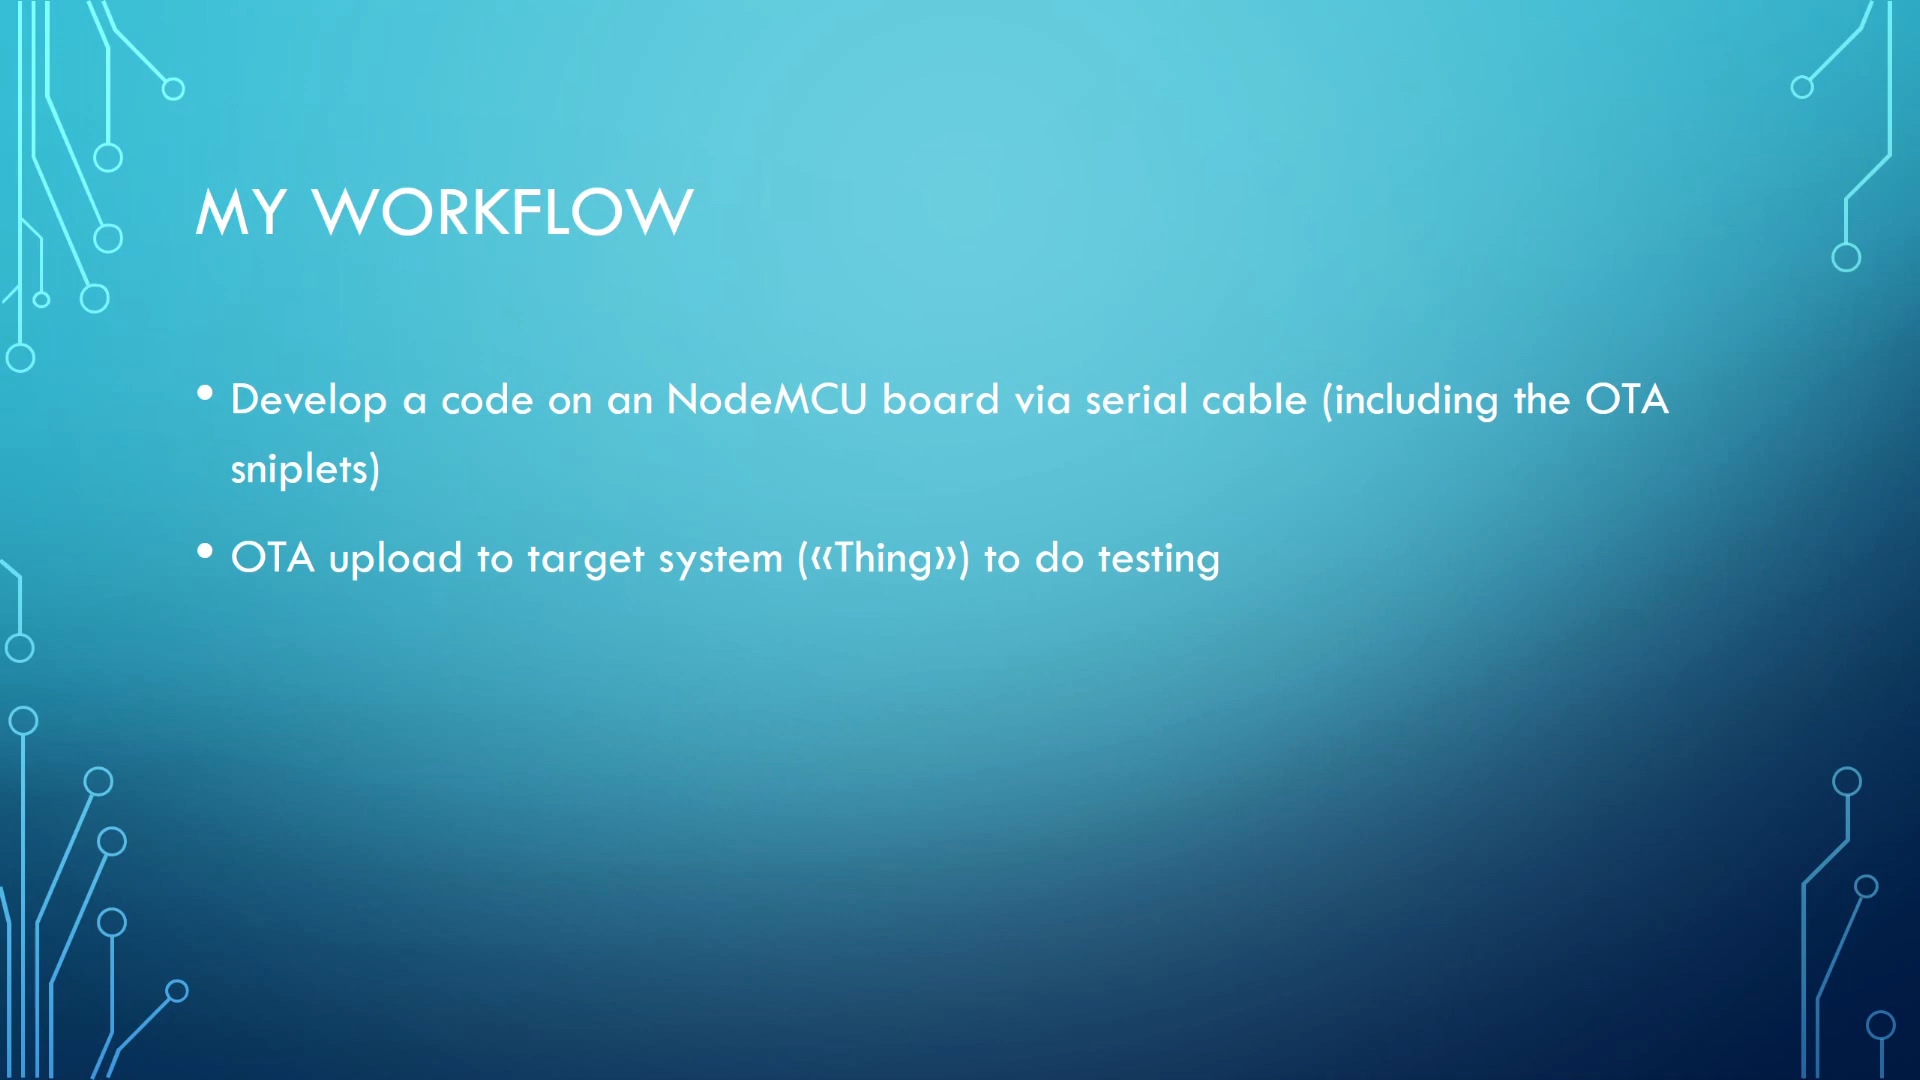 MY WORKFLOW
• Develop a code on an NodeMCU board via serial cable (including the OTA
sniplets)
• OTA upload to target system («Thing») to do testing